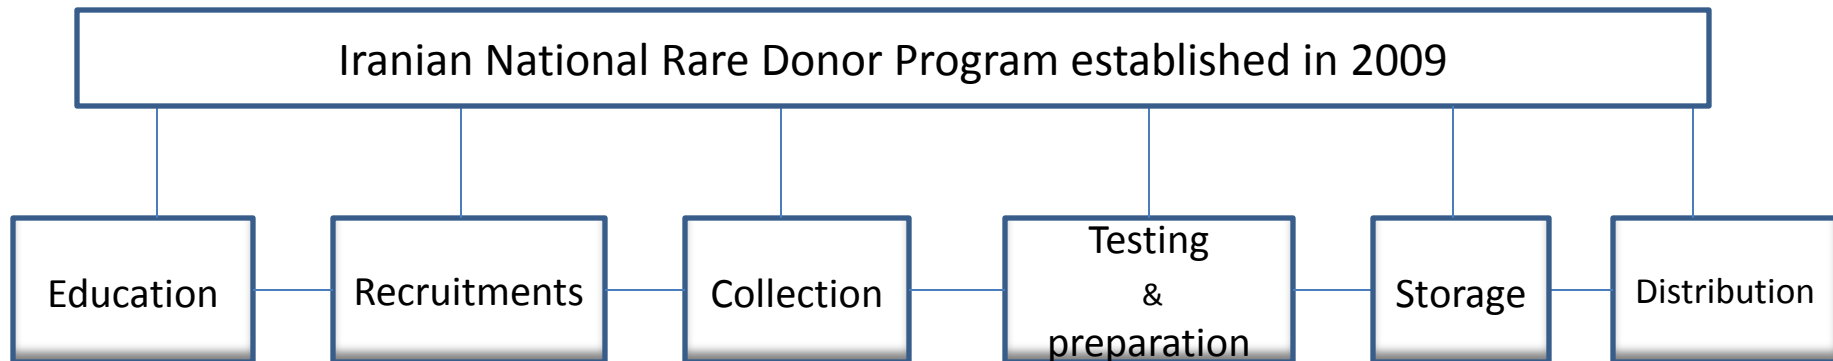 Iranian National Rare Donor Program established in 2009
Education
Recruitments
Collection
Testing
&
preparation
Storage
Distribution